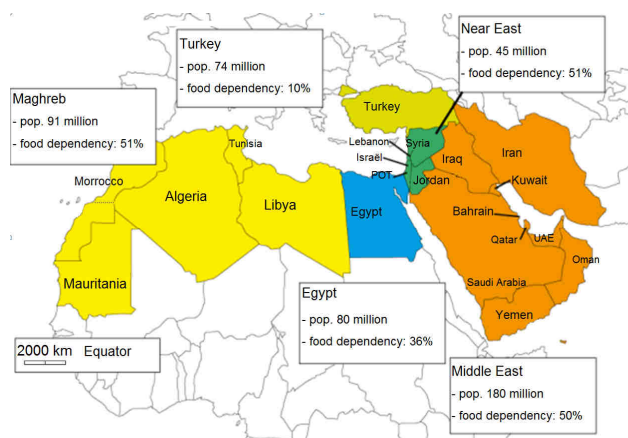 Near East
- pop. 45 million
- food dependency: 51%
Turkey
- pop. 74 million
- food dependency: 10%
Maghreb
- pop. 91 million
- food dependency: 51%
Turkey
Lebanon
Syria
Israël
POT
Jordan
Iraq
Iran
Kuwait
Tunisia
Morrocco
Algeria
Libya
Egypt
Bahrain
Qatar
UAE
Oman
Saudi Arabia
Yemen
Mauritania
Egypt
- pop. 80 million
- food dependency: 36%
2000 km Equator
Middle East
- pop. 180 million
- food dependency: 50%